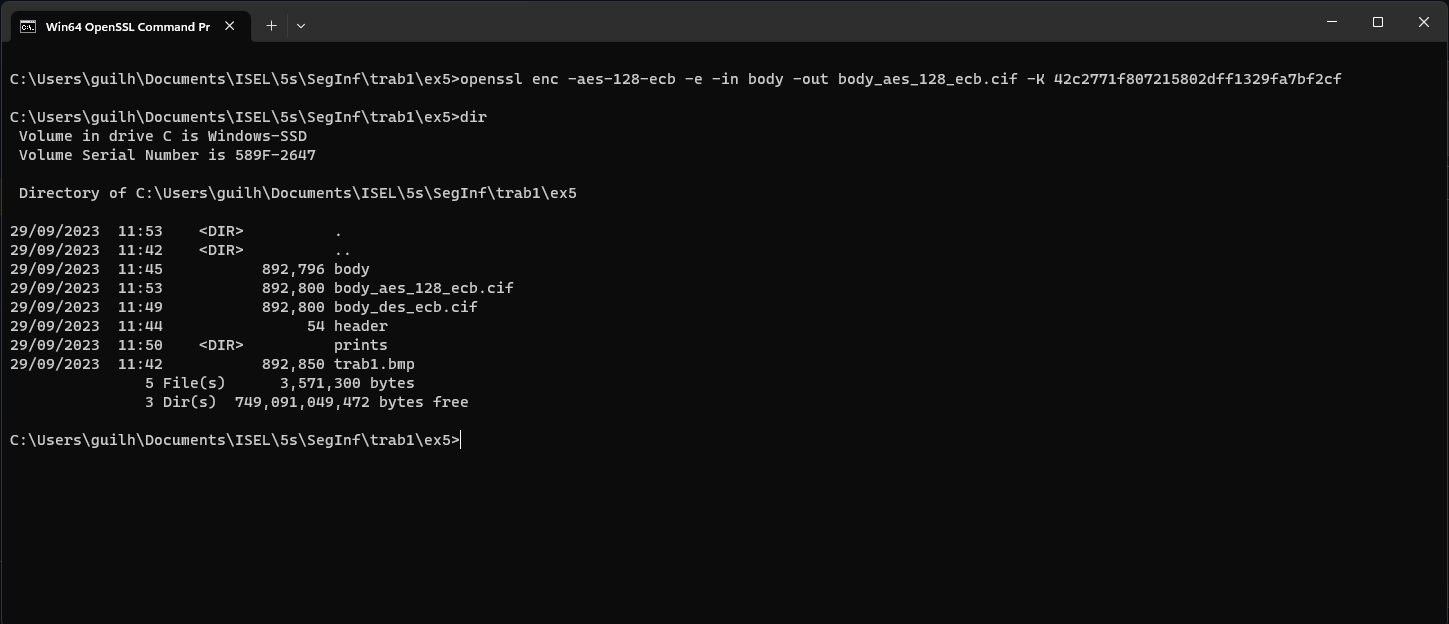 Win64 OpenSSL Command Pr
C:\Users\guilh\Documents\ISEL\5s\SegInf\trab1\ex5>openssl enc -aes-128-ecb -e -in body -out body_aes_128_ecb.cif -K 42c2771f807215802dff1329fa7bf2cf
C:\Users\guilh\Documents\ISEL\5s\SegInf\trab1\ex5>dir
 Volume in drive C is Windows-SSD
 Volume Serial Number is 589F-2647
 Directory of C:\Users\guilh\Documents\ISEL\5s\SegInf\trab1\ex5
29/09/2023  11:53    <DIR>          .
29/09/2023  11:42    <DIR>          ..
29/09/2023  11:45           892,796 body
29/09/2023  11:53           892,800 body_aes_128_ecb.cif
29/09/2023  11:49           892,800 body_des_ecb.cif
29/09/2023  11:44                54 header
29/09/2023  11:50    <DIR>          prints
29/09/2023  11:42           892,850 trab1.bmp
               5 File(s)      3,571,300 bytes
               3 Dir(s)  749,091,049,472 bytes free
C:\Users\guilh\Documents\ISEL\5s\SegInf\trab1\ex5>